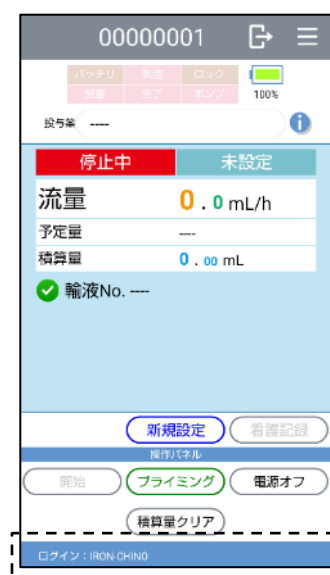 00000001
バッテリ 気泡 ロック
閉塞 完了 ポンプ 100%
投与薬 ----
停止中 未設定
流量 0.0 mL/h
予定量 ----
積算量 0.00 mL
輸液No. ----
新規設定 看護記録
操作パネル
開始 プライミング 電源オフ
積算量クリア
ログイン：IRON-CHINO